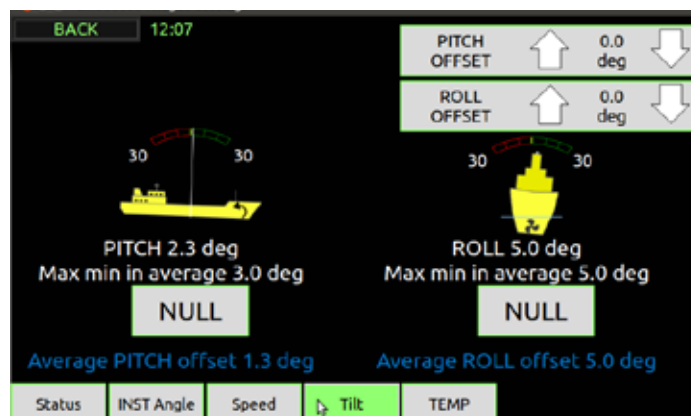 BACK 12:07
PITCH OFFSET 0.0 deg
ROLL OFFSET 0.0 deg
30 30
30 30
PITCH 2.3 deg
Max min in average 3.0 deg
NULL
Average PITCH offset 1.3 deg
ROLL 5.0 deg
Max min in average 5.0 deg
NULL
Average ROLL offset 5.0 deg
Status INST Angle Speed Tilt TEMP